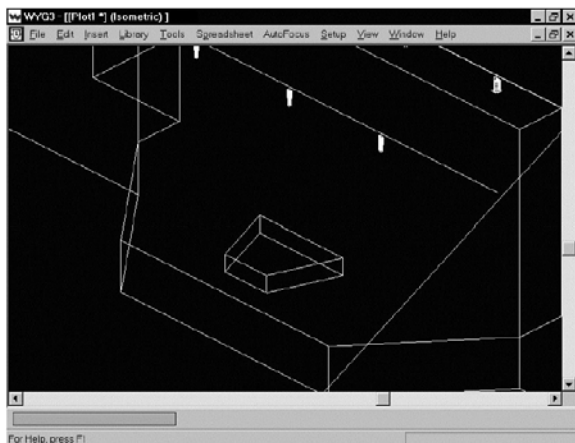 WYG3 - [[Plot1 *] (Isometric) ]
File Edit Insert Library Tools Spreadsheet AutoFocus Setup View Window Help
For Help, press F1